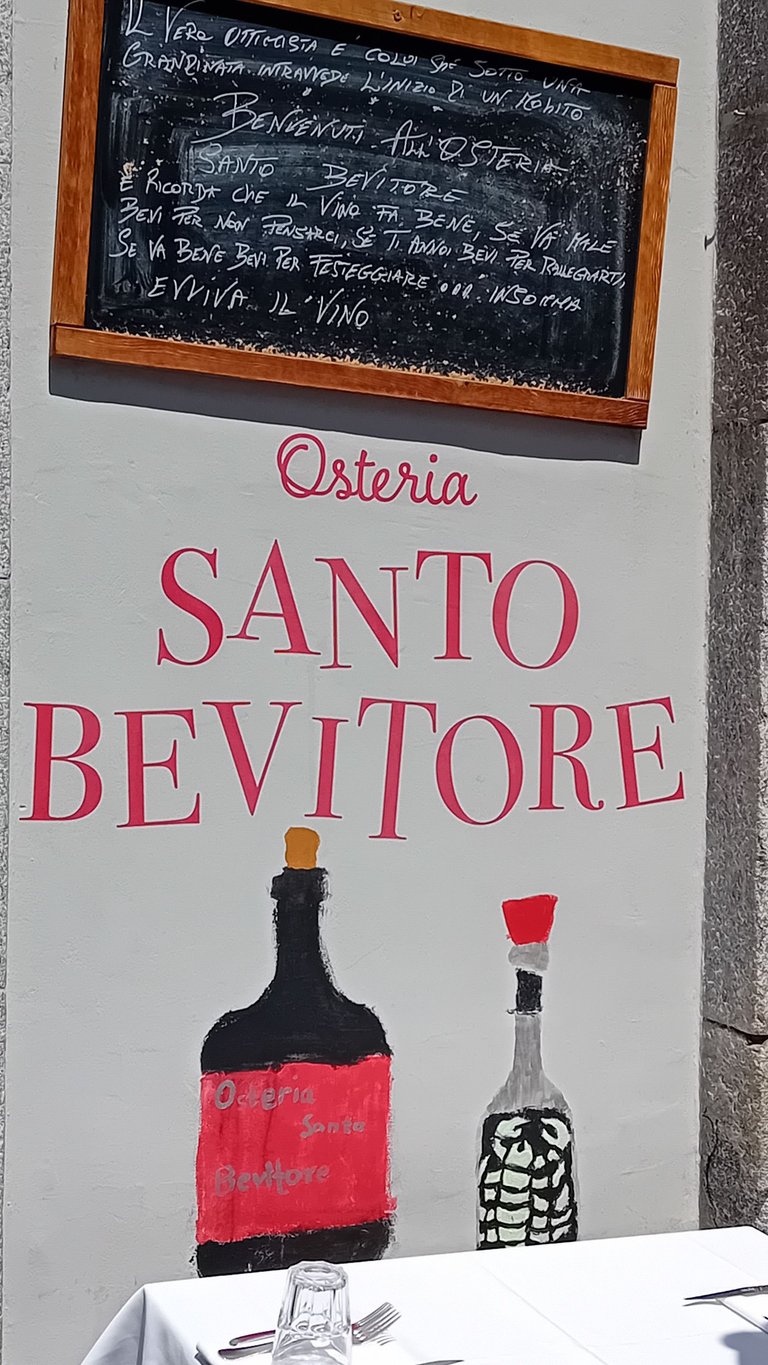 IL VERO OTTIMISTA E COLUI CHE SOTTO UNA
GRANDINATA INTRAVVEDE L'INIZIO DI UN MOHITO
BENVENUTI ALL'OSTERIA
SANTO BEVITORE
E RICORDA CHE IL VINO FA BENE, SE VA MALE
BEVI PER NON PENSARCI, SE TI ANNOI BEVI PER RALLEGRARTI,
SE VA BENE BEVI PER FESTEGGIARE ... INSOMMA
EVVIVA IL VINO
Osteria
SANTO
BEVITORE
Osteria
Santo
Bevitore